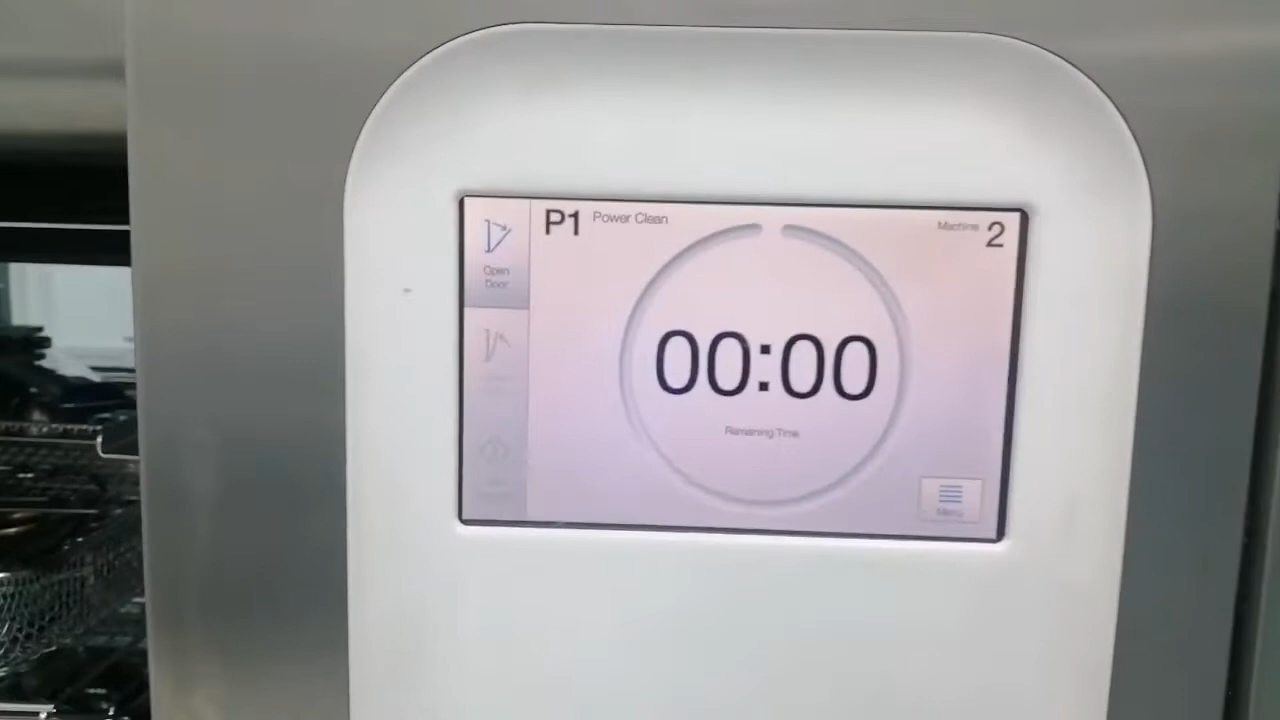 P1 Power Clean
Machine 2
Open
Door
00:00
Remaining Time
Menu